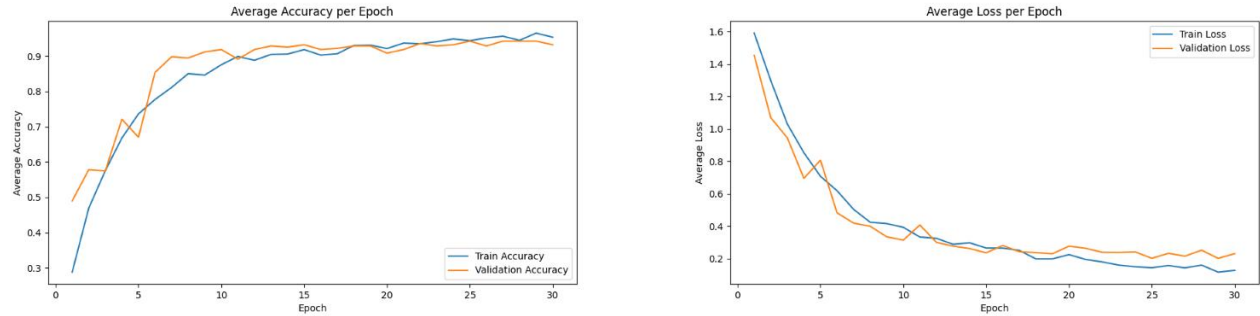 Average Accuracy per Epoch
Average Accuracy
0.9
0.8
0.7
0.6
0.5
0.4
0.3
0
5
10
15
20
25
30
Epoch
Train Accuracy
Validation Accuracy
Average Loss per Epoch
Average Loss
1.6
1.4
1.2
1.0
0.8
0.6
0.4
0.2
0
5
10
15
20
25
30
Epoch
Train Loss
Validation Loss